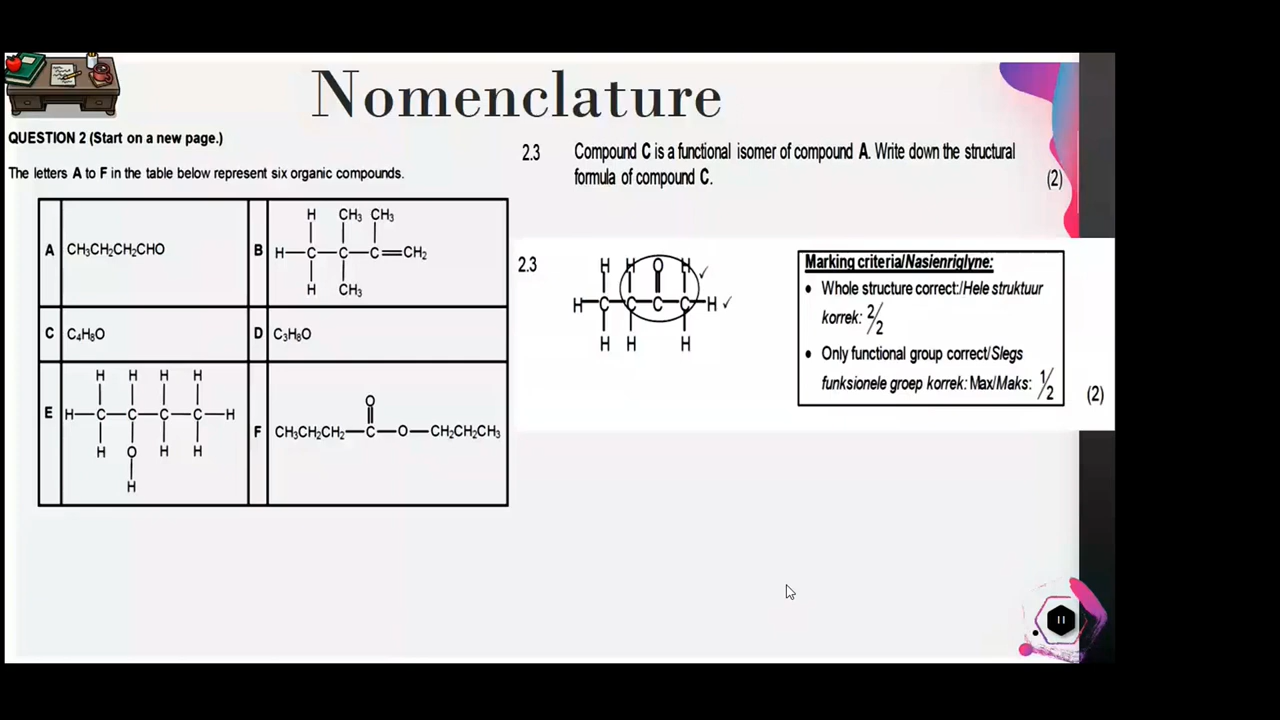 Nomenclature
QUESTION 2 (Start on a new page.)
The letters A to F in the table below represent six organic compounds.
A CH₃CH₂CH₂CHO
B
H CH₃ CH₃
H—C—C—C=CH₂
H CH₃
C C₄H₈O
D C₃H₈O
E
H H H H
H—C—C—C—C—H
H O H H
H
F
O
CH₃CH₂CH₂—C—O—CH₂CH₂CH₃
2.3 Compound C is a functional isomer of compound A. Write down the structural
formula of compound C.
(2)
2.3
H H O H ✓
H—C—C—C—C—H ✓
H H H
Marking criteria/Nasienriglyne:
• Whole structure correct:/Hele struktuur
korrek: 2/2
• Only functional group correct/Slegs
funksionele groep korrek: Max/Maks: 1/2
(2)
11